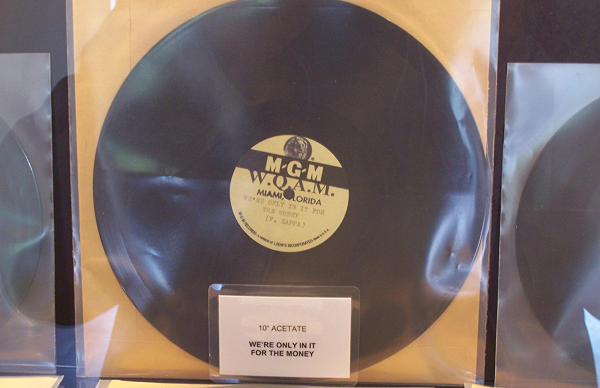 M-G-M
W.Q.A.M.
MIAMI, FLORIDA
WE'RE ONLY IN IT FOR
THE MONEY
(F. ZAPPA)
10" ACETATE
WE'RE ONLY IN IT
FOR THE MONEY